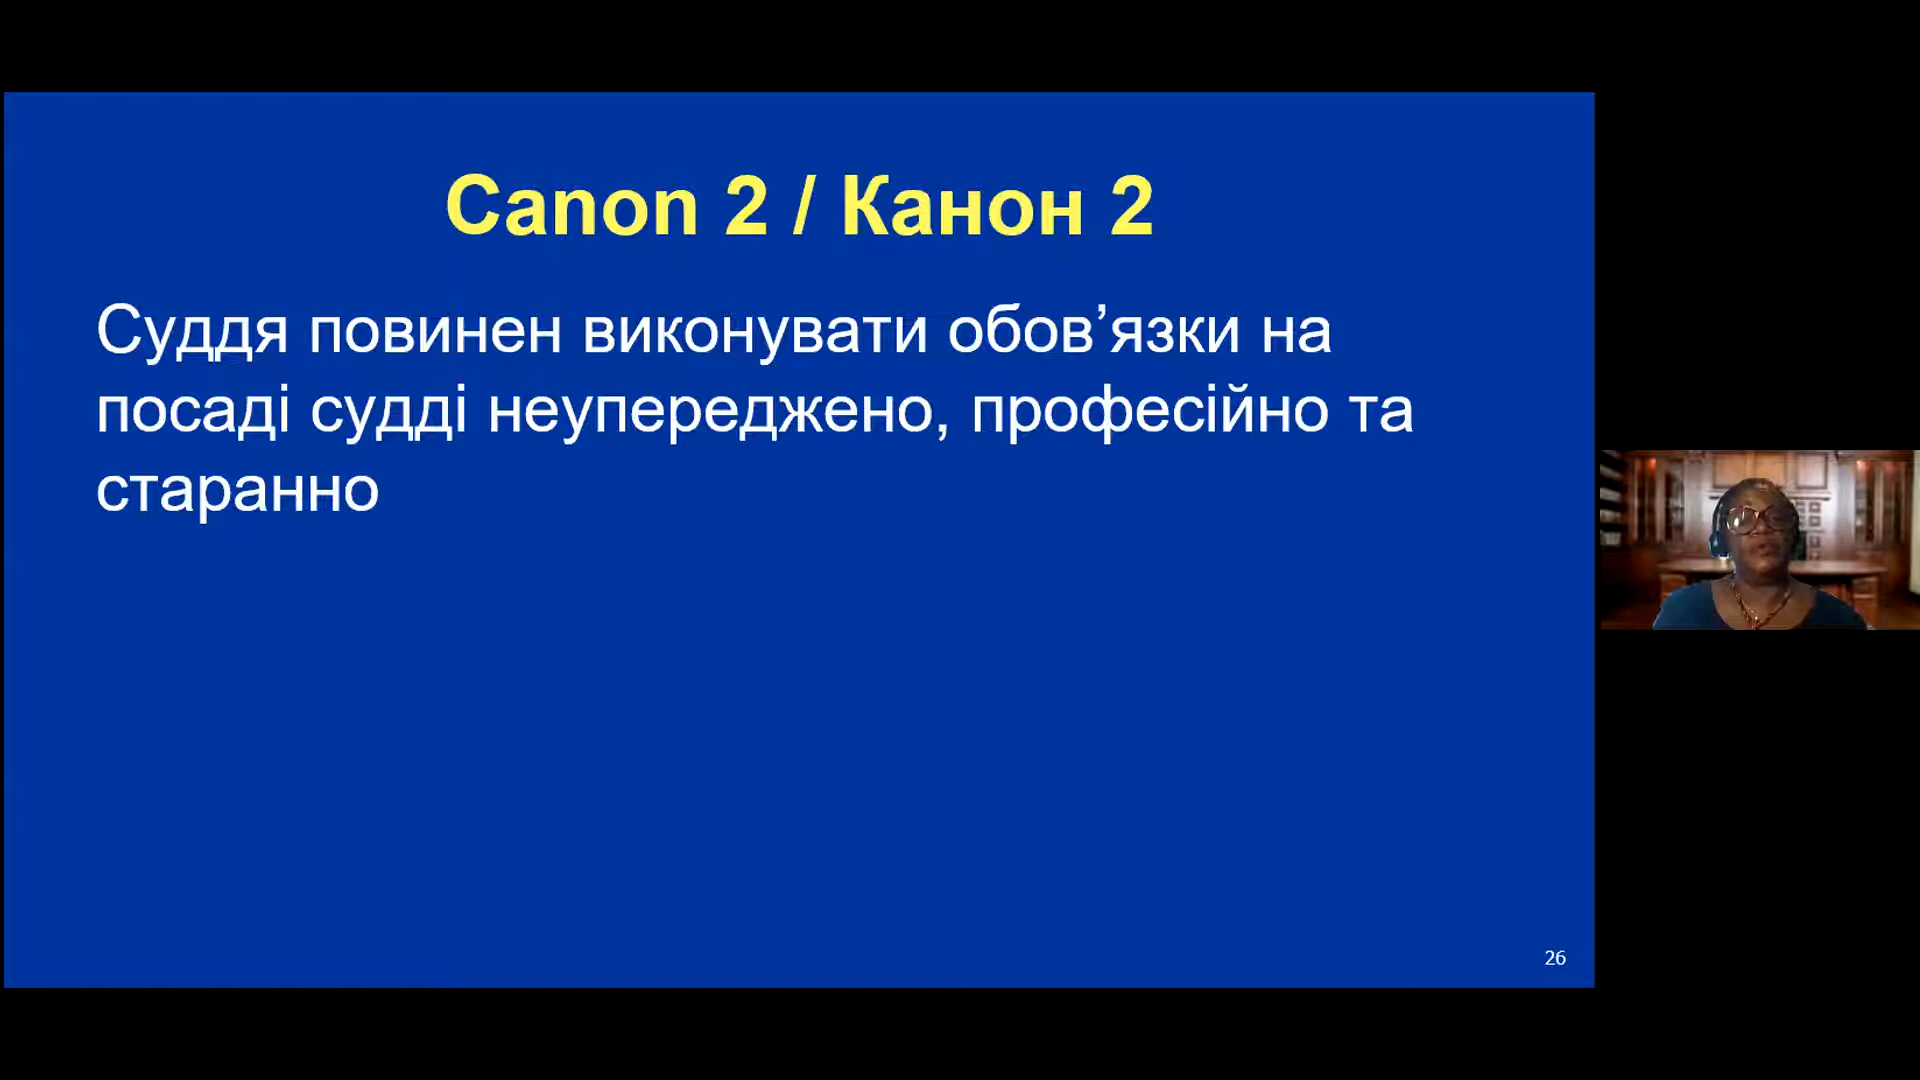 Canon 2 / Канон 2
Суддя повинен виконувати обов’язки на
посаді судді неупереджено, професійно та
старанно
26